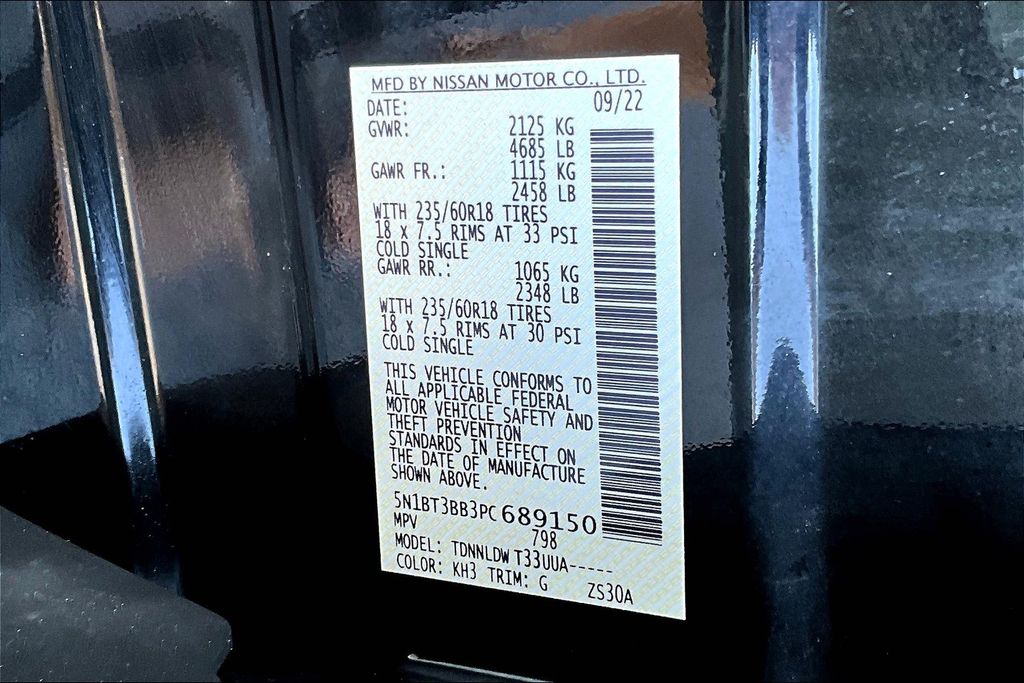 MFD BY NISSAN MOTOR CO., LTD.
DATE: 09/22
GVWR: 2125 KG
4685 LB
GAWR FR.: 1115 KG
2458 LB
WITH 235/60R18 TIRES
18 x 7.5 RIMS AT 33 PSI
COLD SINGLE
GAWR RR.: 1065 KG
2348 LB
WITH 235/60R18 TIRES
18 x 7.5 RIMS AT 30 PSI
COLD SINGLE
THIS VEHICLE CONFORMS TO
ALL APPLICABLE FEDERAL
MOTOR VEHICLE SAFETY AND
THEFT PREVENTION
STANDARDS IN EFFECT ON
THE DATE OF MANUFACTURE
SHOWN ABOVE.
5N1BT3BB3PC689150
MPV 798
MODEL: TDNNLDWT33UUA-----
COLOR: KH3 TRIM: G ZS30A